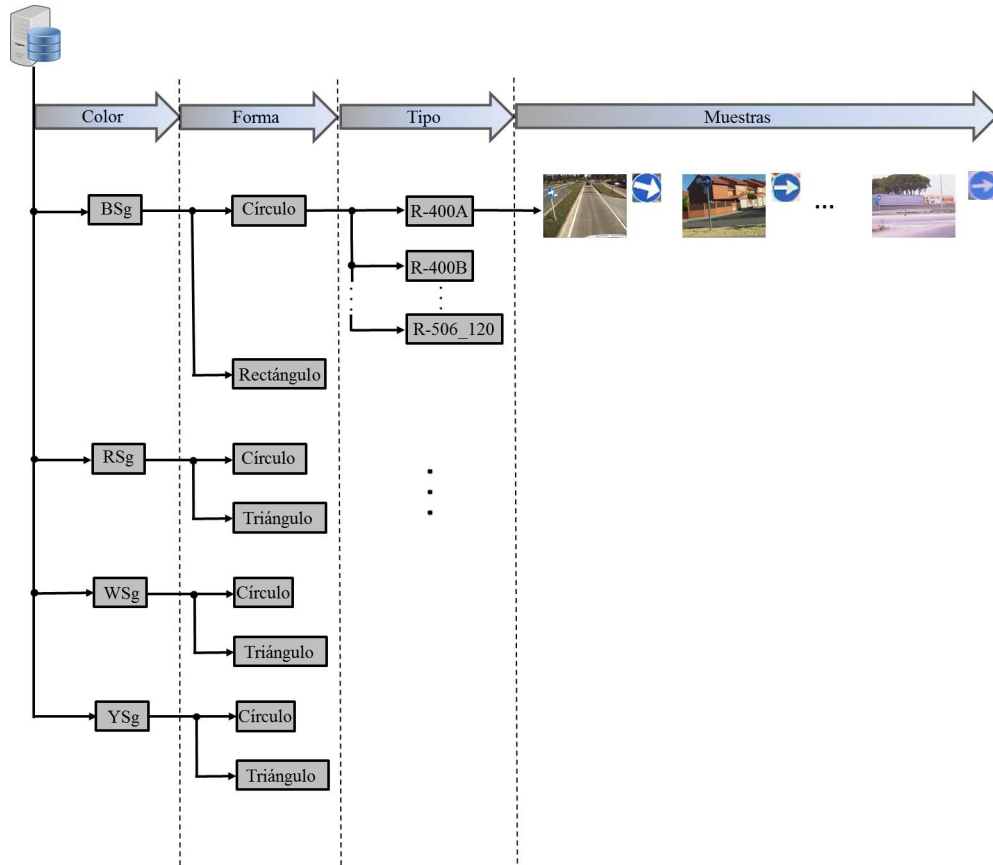 Color
Forma
Tipo
Muestras
BSg
Círculo
R-400A
...
R-400B
R-506_120
Rectángulo
RSg
Círculo
Triángulo
WSg
Círculo
Triángulo
YSg
Círculo
Triángulo